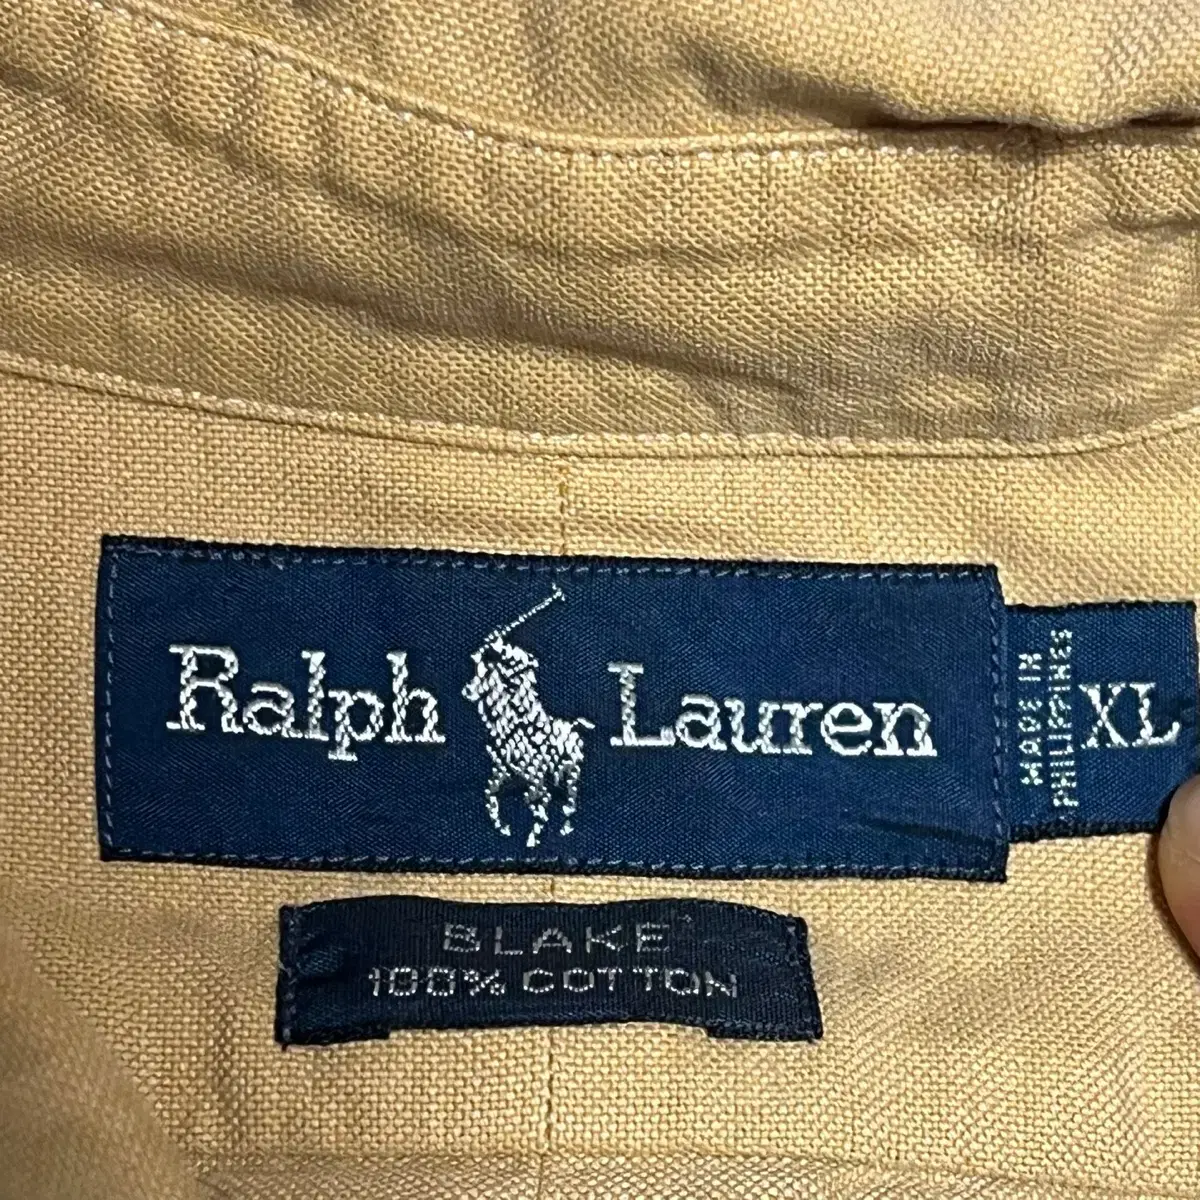 Ralph Lauren
MADE IN
PHILIPPINES
XL
BLAKE
100% COTTON